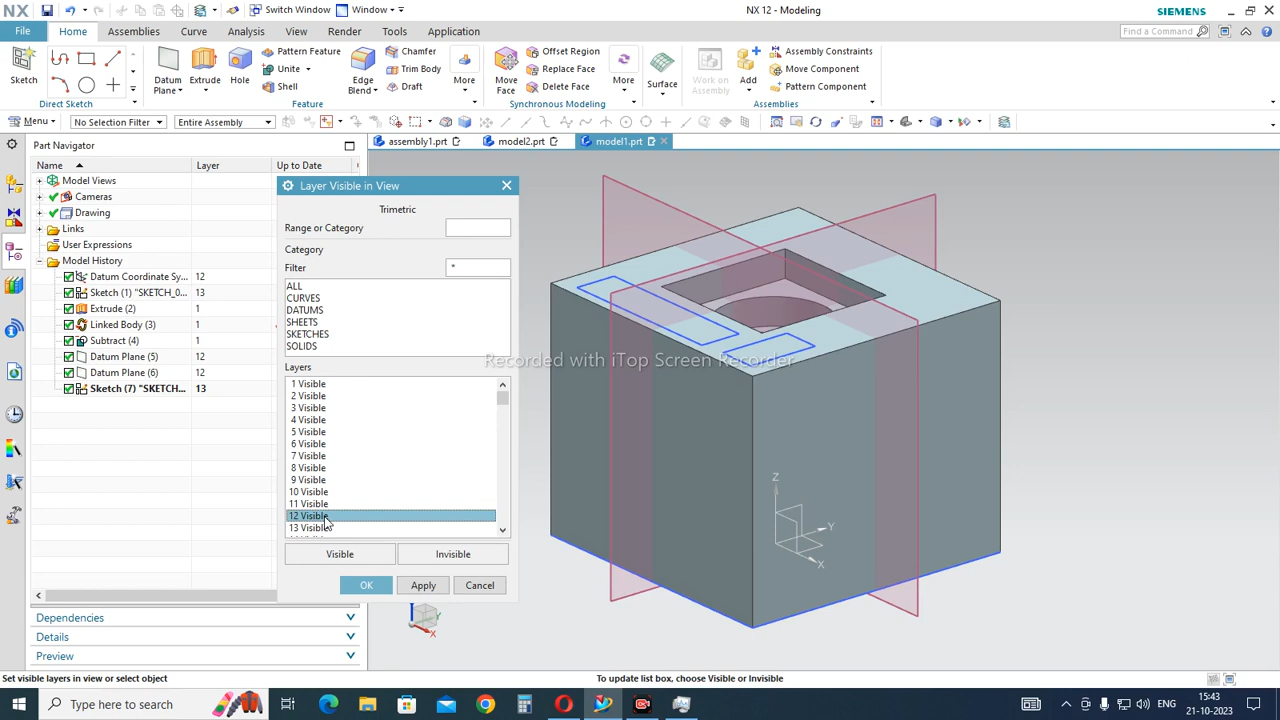 NX Switch Window Window NX 12 - Modeling SIEMENS
File Home Assemblies Curve Analysis View Render Tools Application Find a Command
Sketch Datum Plane Extrude Hole Pattern Feature Unite Shell Edge Blend Chamfer Trim Body Draft More Move Face Offset Region Replace Face Delete Face More Surface Work on Assembly Add Assembly Constraints Move Component Pattern Component
Direct Sketch Feature Synchronous Modeling Assemblies
Menu No Selection Filter Entire Assembly
Part Navigator assembly1.prt model2.prt model1.prt
Name Layer Up to Date
Model Views
Cameras
Drawing
Links
User Expressions
Model History
Datum Coordinate Sy... 12
Sketch (1) "SKETCH_0... 13
Extrude (2) 1
Linked Body (3) 1
Subtract (4) 1
Datum Plane (5) 12
Datum Plane (6) 12
Sketch (7) "SKETCH... 13
Dependencies
Details
Preview
Layer Visible in View
Trimetric
Range or Category
Category
Filter *
ALL
CURVES
DATUMS
SHEETS
SKETCHES
SOLIDS
Layers
1 Visible
2 Visible
3 Visible
4 Visible
5 Visible
6 Visible
7 Visible
8 Visible
9 Visible
10 Visible
11 Visible
12 Visible
13 Visible
Visible Invisible
OK Apply Cancel
Recorded with iTop Screen Recorder
Z
Y
X
X
Set visible layers in view or select object To update list box, choose Visible or Invisible
Type here to search ENG 15:43
21-10-2023